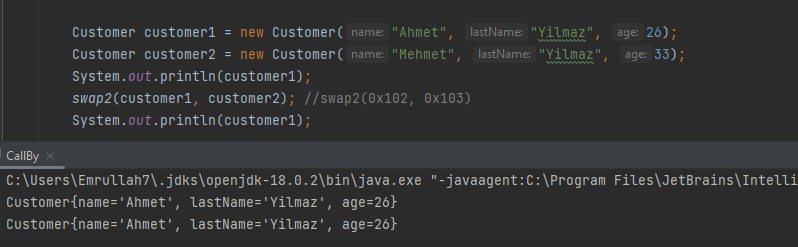 Customer customer1 = new Customer( name: "Ahmet", lastName: "Yilmaz", age: 26);
Customer customer2 = new Customer( name: "Mehmet", lastName: "Yilmaz", age: 33);
System.out.println(customer1);
swap2(customer1, customer2); //swap2(0x102, 0x103)
System.out.println(customer1);
CallBy ×
C:\Users\Emrullah7\.jdks\openjdk-18.0.2\bin\java.exe "-javaagent:C:\Program Files\JetBrains\Intelli
Customer{name='Ahmet', lastName='Yilmaz', age=26}
Customer{name='Ahmet', lastName='Yilmaz', age=26}